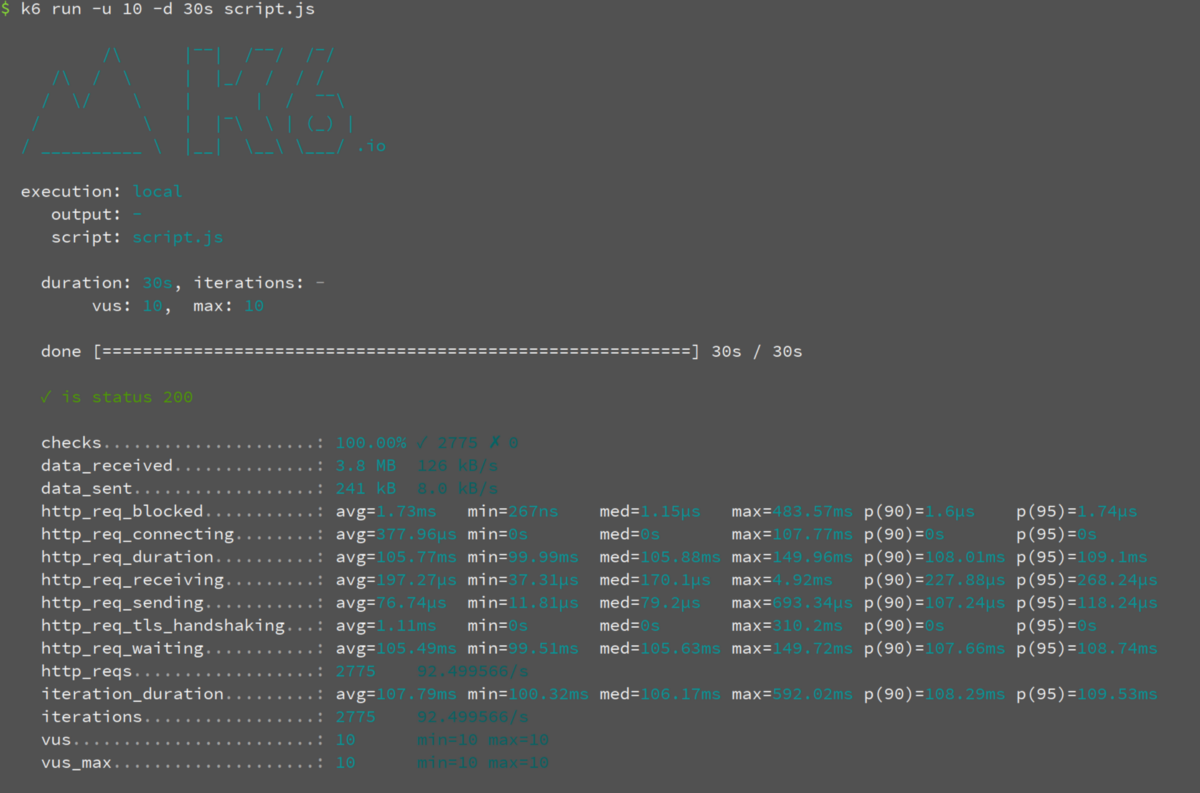 $ k6 run -u 10 -d 30s script.js
          /\      |‾‾|  /‾‾/  /‾/
     /\  /  \     |  |_/  /  / /
    /  \/    \    |      |  /  ‾‾\
   /          \   |  |‾\  \ | (_) |
  / __________ \  |__|  \__\ \___/ .io
execution: local
output: -
script: script.js
duration: 30s, iterations: -
vus: 10, max: 10
done [==========================================================] 30s / 30s
✓ is status 200
checks.....................: 100.00% ✓ 2775 ✗ 0
data_received..............: 3.8 MB 126 kB/s
data_sent..................: 241 kB 8.0 kB/s
http_req_blocked...........: avg=1.73ms min=267ns med=1.15µs max=483.57ms p(90)=1.6µs p(95)=1.74µs
http_req_connecting........: avg=377.96µs min=0s med=0s max=107.77ms p(90)=0s p(95)=0s
http_req_duration..........: avg=105.77ms min=99.99ms med=105.88ms max=149.96ms p(90)=108.01ms p(95)=109.1ms
http_req_receiving.........: avg=197.27µs min=37.31µs med=170.1µs max=4.92ms p(90)=227.88µs p(95)=268.24µs
http_req_sending...........: avg=76.74µs min=11.81µs med=79.2µs max=693.34µs p(90)=107.24µs p(95)=118.24µs
http_req_tls_handshaking...: avg=1.11ms min=0s med=0s max=310.2ms p(90)=0s p(95)=0s
http_req_waiting...........: avg=105.49ms min=99.51ms med=105.63ms max=149.72ms p(90)=107.66ms p(95)=108.74ms
http_reqs..................: 2775 92.499566/s
iteration_duration.........: avg=107.79ms min=100.32ms med=106.17ms max=592.02ms p(90)=108.29ms p(95)=109.53ms
iterations.................: 2775 92.499566/s
vus........................: 10 min=10 max=10
vus_max....................: 10 min=10 max=10